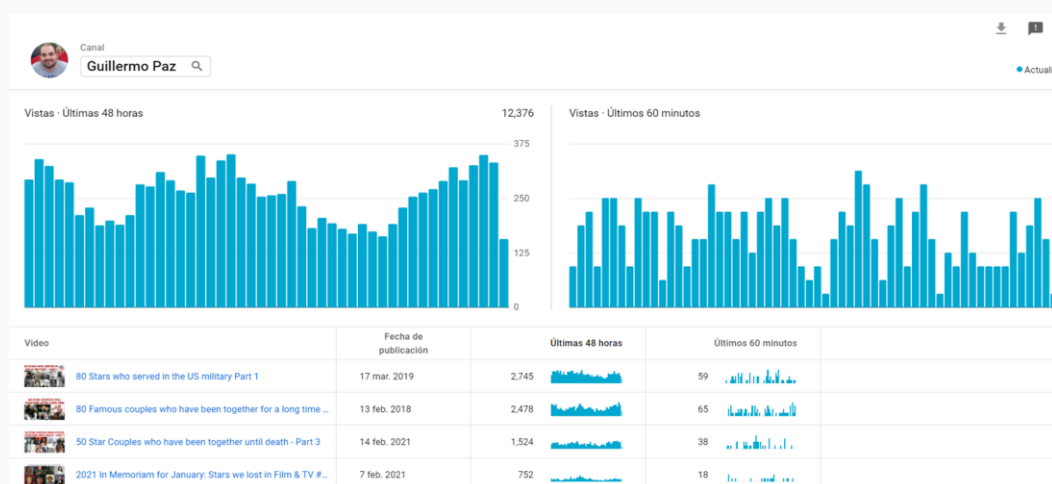 Canal
Guillermo Paz
Actuali
Vistas · Últimas 48 horas
12,376
Vistas · Últimos 60 minutos
375
250
125
0
Video
Fecha de
publicación
Últimas 48 horas
Últimos 60 minutos
80 Stars who served in the US military Part 1 17 mar. 2019 2,745 59
80 Famous couples who have been together for a long time ... 13 feb. 2018 2,478 65
50 Star Couples who have been together until death - Part 3 14 feb. 2021 1,524 38
2021 In Memoriam for January: Stars we lost in Film & TV #... 7 feb. 2021 752 18